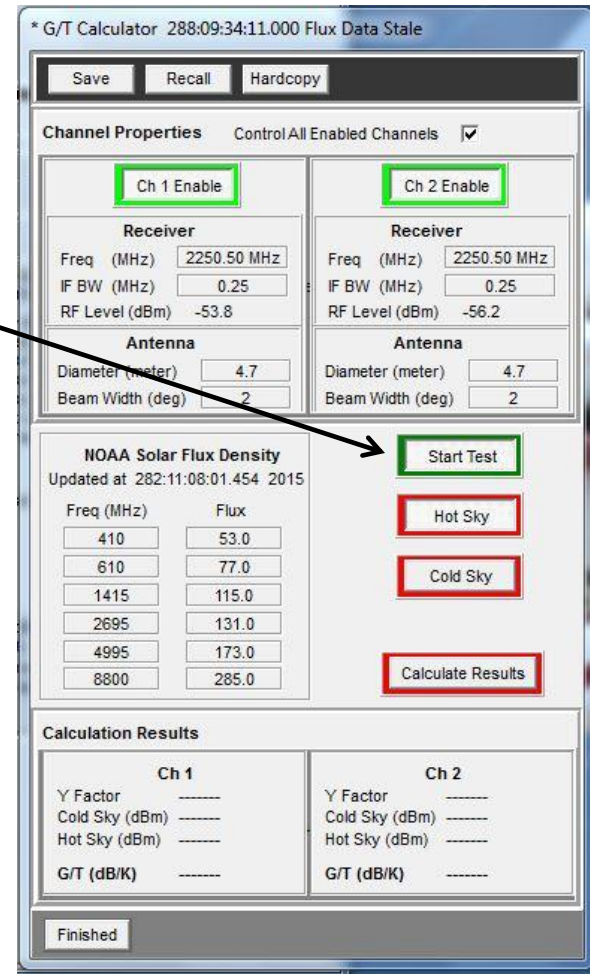 * G/T Calculator 288:09:34:11.000 Flux Data Stale
Save Recall Hardcopy
Channel Properties Control All Enabled Channels
Ch 1 Enable
Receiver
Freq (MHz) 2250.50 MHz
IF BW (MHz) 0.25
RF Level (dBm) -53.8
Antenna
Diameter (meter) 4.7
Beam Width (deg) 2
Ch 2 Enable
Receiver
Freq (MHz) 2250.50 MHz
IF BW (MHz) 0.25
RF Level (dBm) -56.2
Antenna
Diameter (meter) 4.7
Beam Width (deg) 2
NOAA Solar Flux Density
Updated at 282:11:08:01.454 2015
Freq (MHz) Flux
410 53.0
610 77.0
1415 115.0
2695 131.0
4995 173.0
8800 285.0
Start Test
Hot Sky
Cold Sky
Calculate Results
Calculation Results
Ch 1
Y Factor -------
Cold Sky (dBm) -------
Hot Sky (dBm) -------
G/T (dB/K) -------
Ch 2
Y Factor -------
Cold Sky (dBm) -------
Hot Sky (dBm) -------
G/T (dB/K) -------
Finished